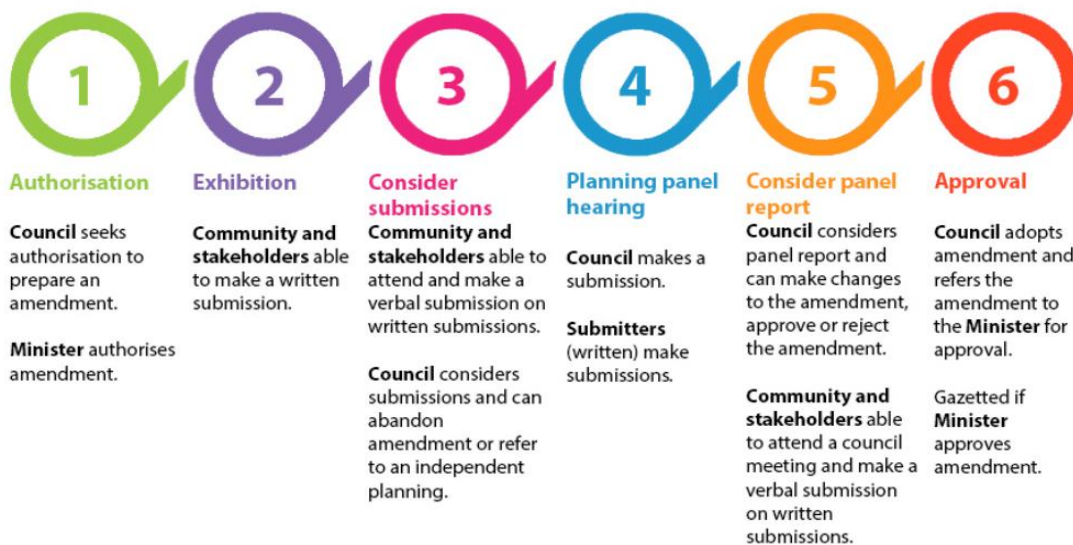 1
Authorisation
Council seeks
authorisation to
prepare an
amendment.
Minister authorises
amendment.
2
Exhibition
Community and
stakeholders able
to make a written
submission.
3
Consider
submissions
Community and
stakeholders able to
attend and make a
verbal submission on
written submissions.
Council considers
submissions and can
abandon
amendment or refer
to an independent
planning.
4
Planning panel
hearing
Council makes a
submission.
Submitters
(written) make
submissions.
5
Consider panel
report
Council considers
panel report and
can make changes
to the amendment,
approve or reject
the amendment.
Community and
stakeholders able
to attend a council
meeting and make a
verbal submission
on written
submissions.
6
Approval
Council adopts
amendment and
refers the
amendment to
the Minister for
approval.
Gazetted if
Minister
approves
amendment.